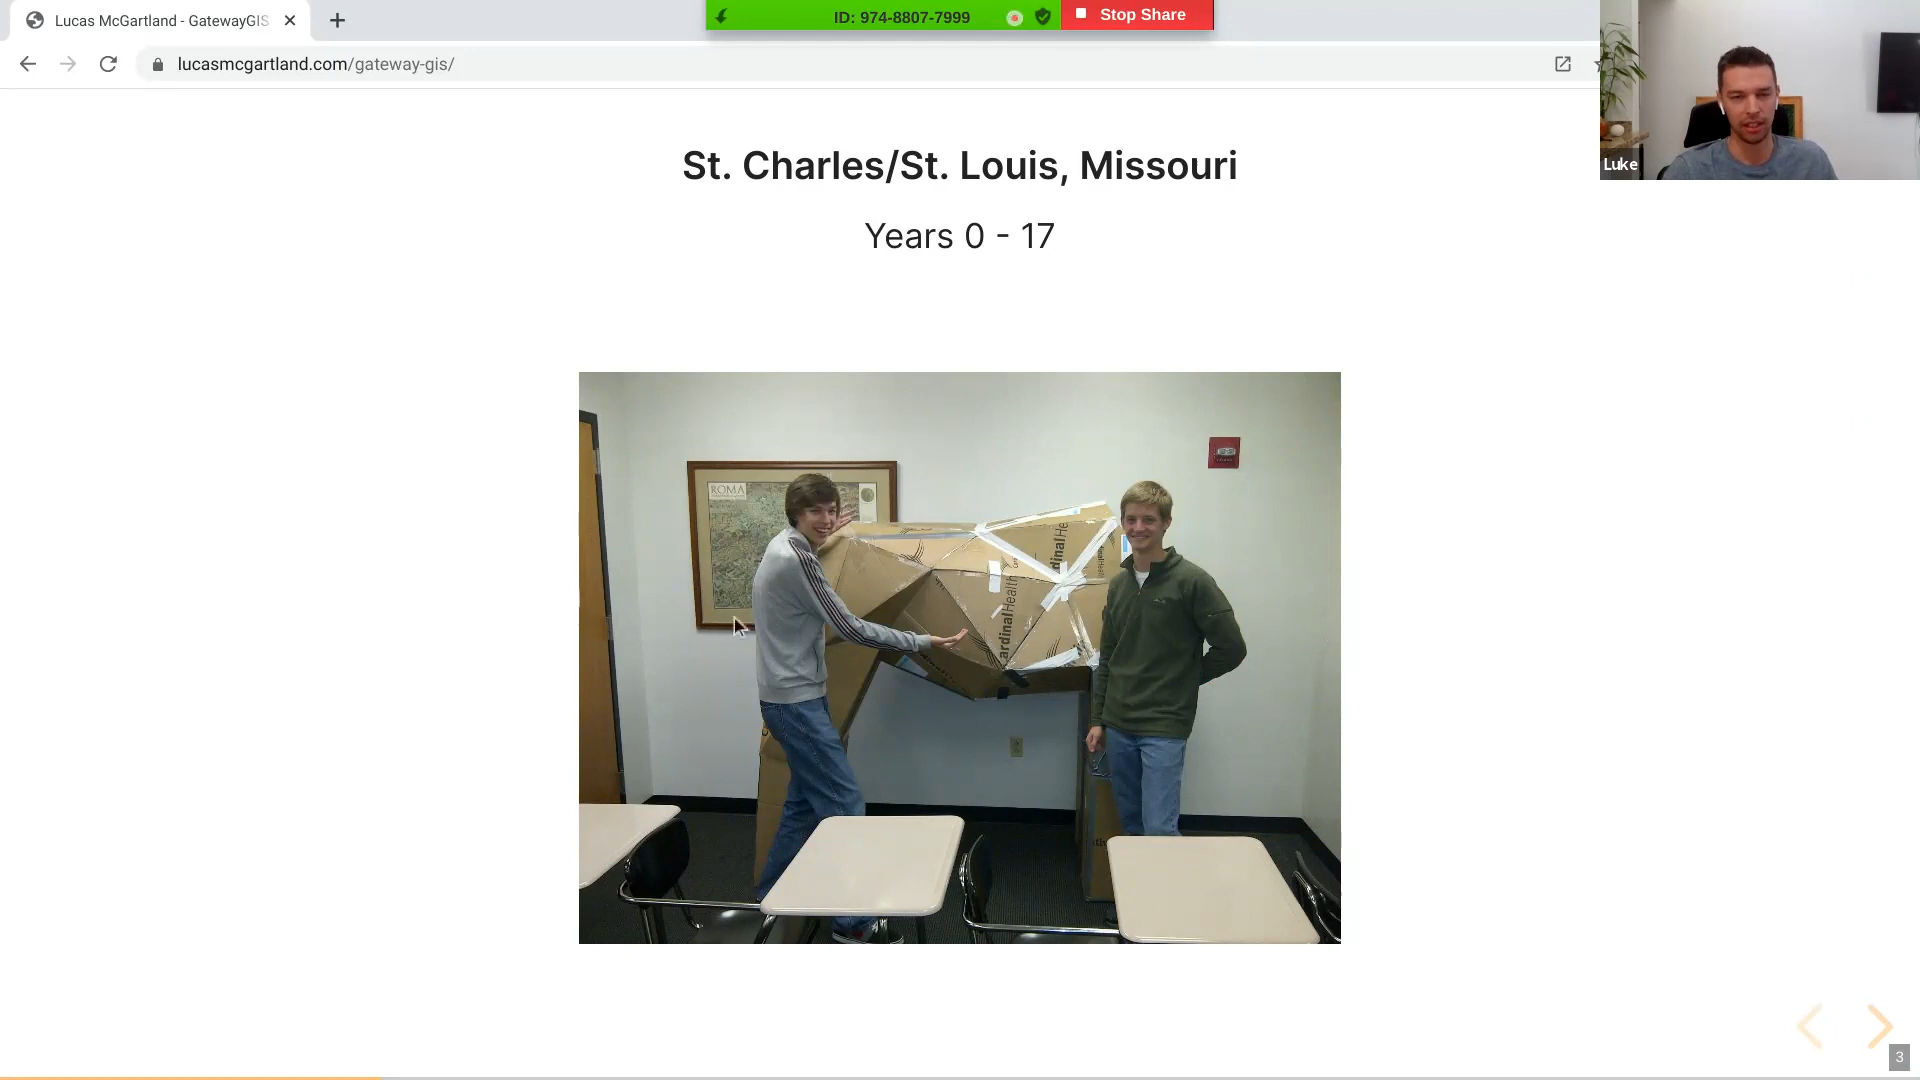 Lucas McGartland - GatewayGIS
ID: 974-8807-7999
Stop Share
lucasmcgartland.com/gateway-gis/
Luke
St. Charles/St. Louis, Missouri
Years 0 - 17
ROMA
CardinalHealth
3